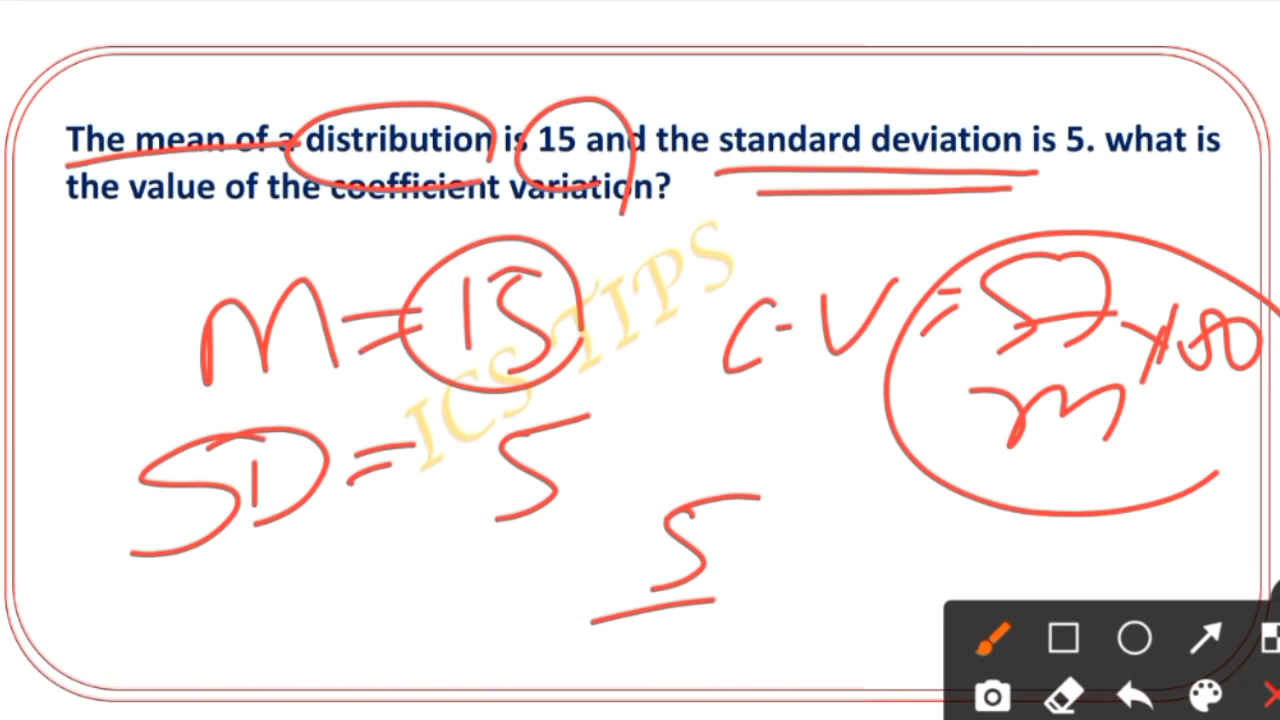 The mean of a distribution is 15 and the standard deviation is 5. what is
the value of the coefficient variation?
M = 15
C.V = SD
M
×100
SD = 5
5
ICS TIPS